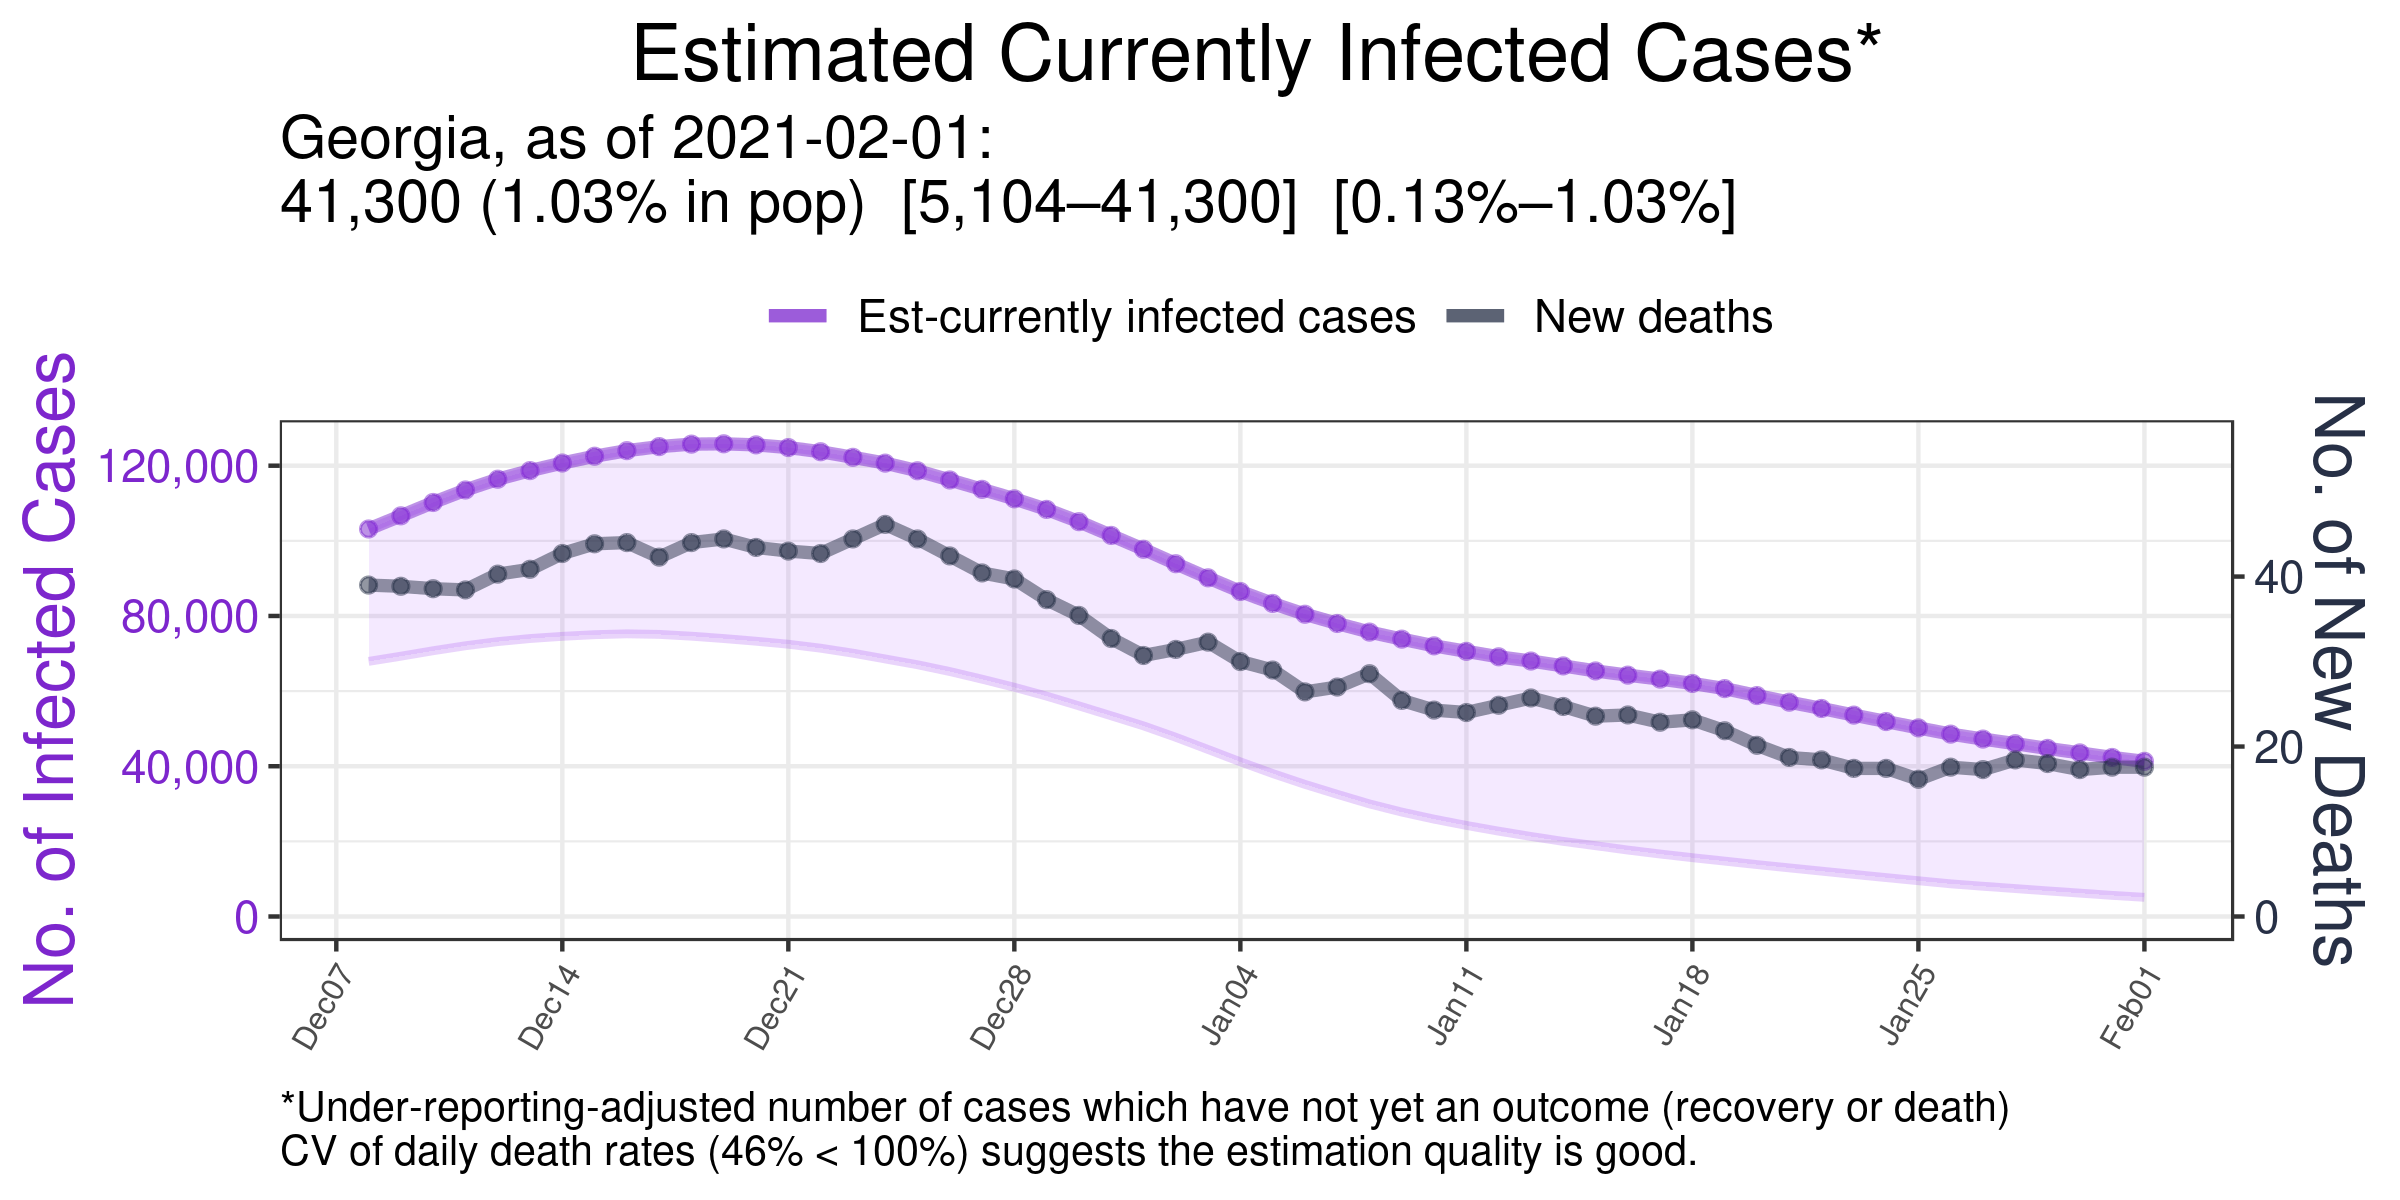 Estimated Currently Infected Cases*
Georgia, as of 2021-02-01:
41,300 (1.03% in pop)  [5,104–41,300]  [0.13%–1.03%]
Est-currently infected cases
New deaths
No. of Infected Cases
120,000
80,000
40,000
0
No. of New Deaths
40
20
0
Dec07
Dec14
Dec21
Dec28
Jan04
Jan11
Jan18
Jan25
Feb01
*Under-reporting-adjusted number of cases which have not yet an outcome (recovery or death)
CV of daily death rates (46% < 100%) suggests the estimation quality is good.